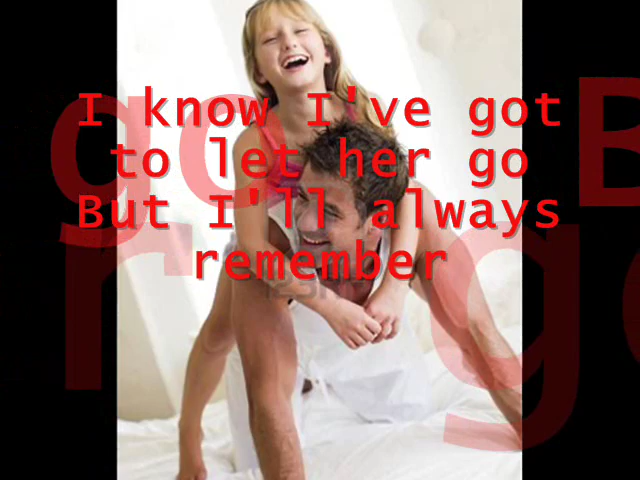 I know I've got
to let her go
But I'll always
remember